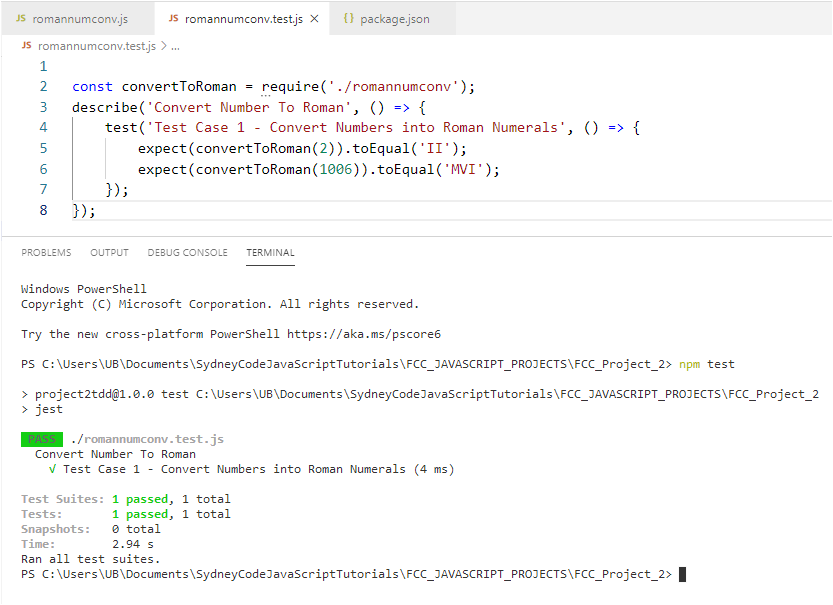 JS romannumconv.js JS romannumconv.test.js × {} package.json
JS romannumconv.test.js > ...
1
2 const convertToRoman = require('./romannumconv');
3 describe('Convert Number To Roman', () => {
4 test('Test Case 1 - Convert Numbers into Roman Numerals', () => {
5 expect(convertToRoman(2)).toEqual('II');
6 expect(convertToRoman(1006)).toEqual('MVI');
7 });
8 });
PROBLEMS OUTPUT DEBUG CONSOLE TERMINAL
Windows PowerShell
Copyright (C) Microsoft Corporation. All rights reserved.
Try the new cross-platform PowerShell https://aka.ms/pscore6
PS C:\Users\UB\Documents\SydneyCodeJavaScriptTutorials\FCC_JAVASCRIPT_PROJECTS\FCC_Project_2> npm test
> project2tdd@1.0.0 test C:\Users\UB\Documents\SydneyCodeJavaScriptTutorials\FCC_JAVASCRIPT_PROJECTS\FCC_Project_2
> jest
PASS ./romannumconv.test.js
Convert Number To Roman
√ Test Case 1 - Convert Numbers into Roman Numerals (4 ms)
Test Suites: 1 passed, 1 total
Tests: 1 passed, 1 total
Snapshots: 0 total
Time: 2.94 s
Ran all test suites.
PS C:\Users\UB\Documents\SydneyCodeJavaScriptTutorials\FCC_JAVASCRIPT_PROJECTS\FCC_Project_2>